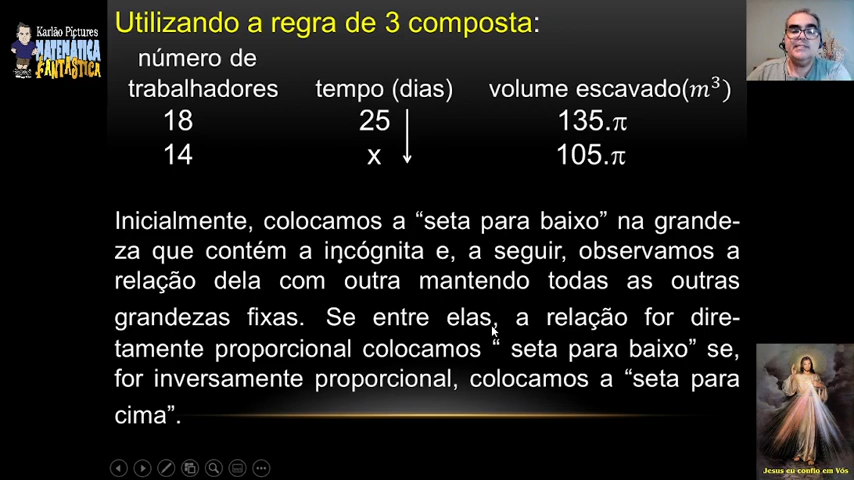 Karlão Pictures
MATEMÁTICA
FANTÁSTICA
Utilizando a regra de 3 composta:
número de
trabalhadores tempo (dias) volume escavado(m³)
18 25 135.π
14 x 105.π
Inicialmente, colocamos a “seta para baixo” na grande-
za que contém a incógnita e, a seguir, observamos a
relação dela com outra mantendo todas as outras
grandezas fixas. Se entre elas, a relação for dire-
tamente proporcional colocamos “ seta para baixo” se,
for inversamente proporcional, colocamos a “seta para
cima”.
Jesus eu confio em Vós